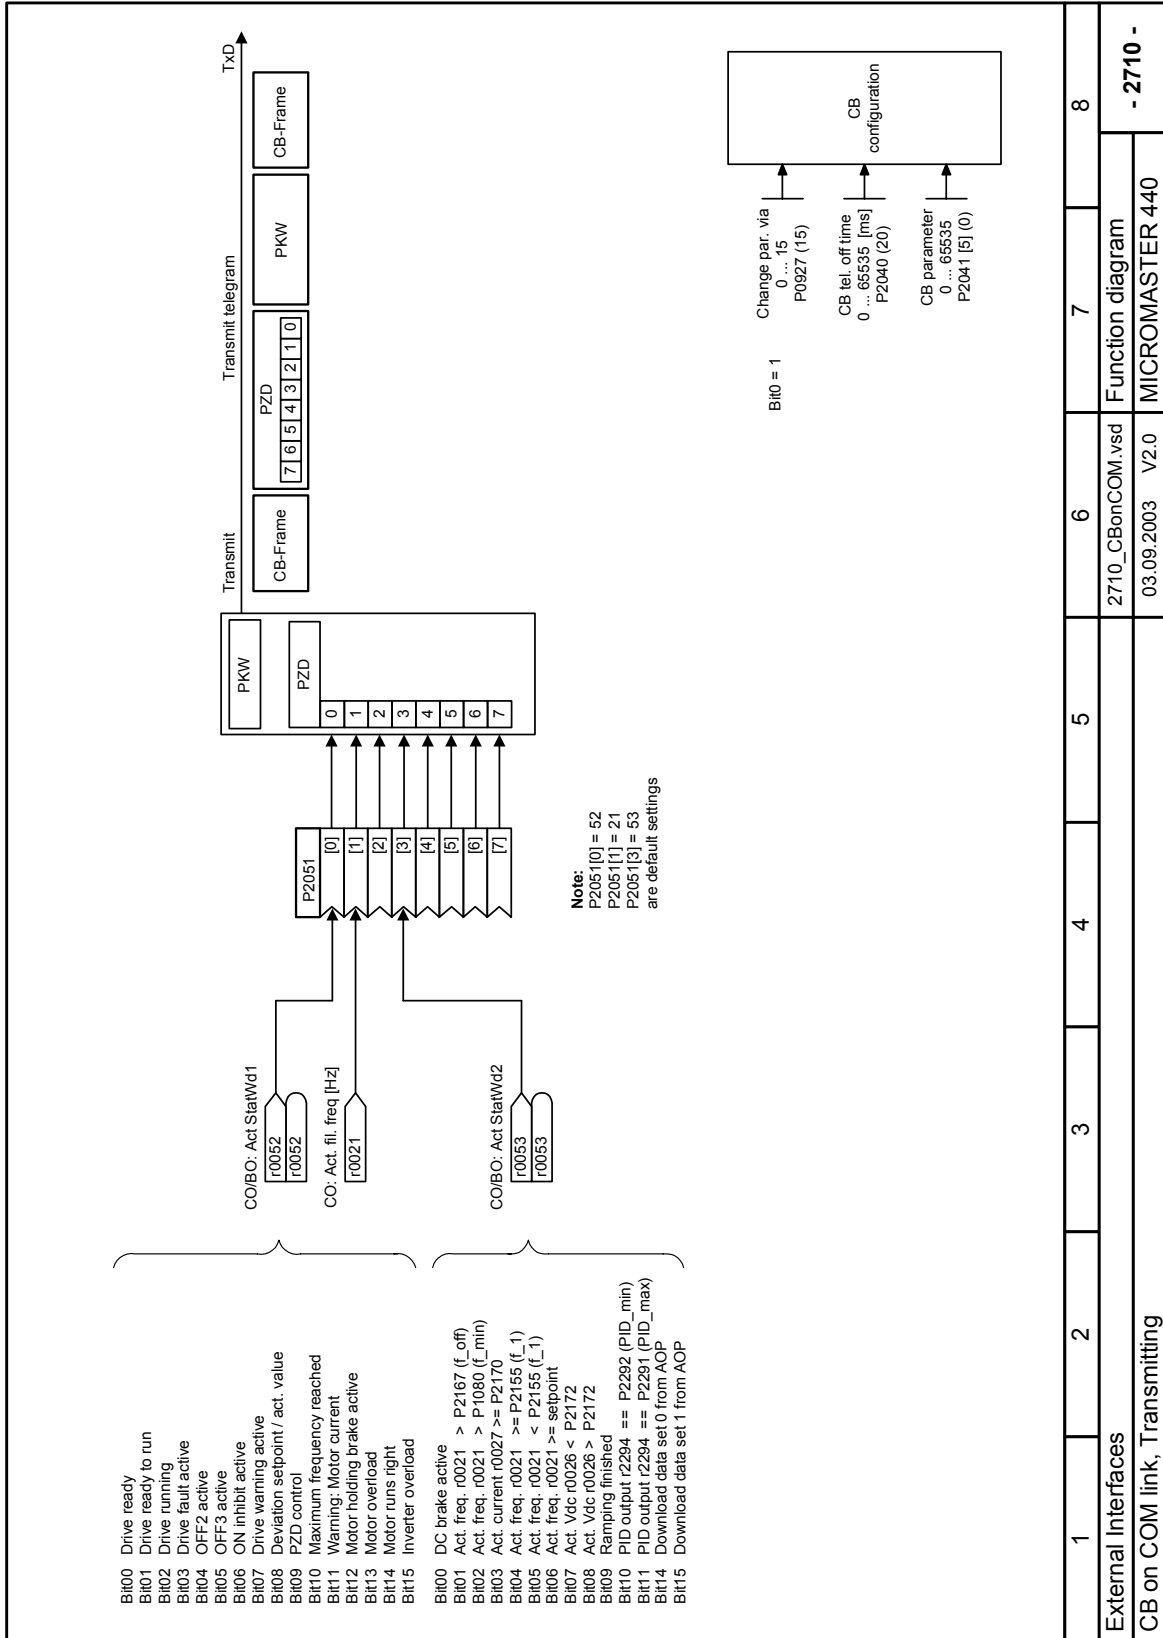 Bit00 Drive ready
Bit01 Drive ready to run
Bit02 Drive running
Bit03 Drive fault active
Bit04 OFF2 active
Bit05 OFF3 active
Bit06 ON inhibit active
Bit07 Drive warning active
Bit08 Deviation setpoint / act. value
Bit09 PZD control
Bit10 Maximum frequency reached
Bit11 Warning: Motor current
Bit12 Motor holding brake active
Bit13 Motor overload
Bit14 Motor runs right
Bit15 Inverter overload
Bit00 DC brake active
Bit01 Act. freq. r0021 > P2167 (f_off)
Bit02 Act. freq. r0021 > P1080 (f_min)
Bit03 Act. current r0027 >= P2170
Bit04 Act. freq. r0021 >= P2155 (f_1)
Bit05 Act. freq. r0021 < P2155 (f_1)
Bit06 Act. freq. r0021 >= setpoint
Bit07 Act. Vdc r0026 < P2172
Bit08 Act. Vdc r0026 > P2172
Bit09 Ramping finished
Bit10 PID output r2294 == P2292 (PID_min)
Bit11 PID output r2294 == P2291 (PID_max)
Bit14 Download data set 0 from AOP
Bit15 Download data set 1 from AOP
CO/BO: Act StatWd1
r0052
r0052
CO: Act. fil. freq [Hz]
r0021
CO/BO: Act StatWd2
r0053
r0053
P2051
[0]
[1]
[2]
[3]
[4]
[5]
[6]
[7]
Note:
P2051[0] = 52
P2051[1] = 21
P2051[3] = 53
are default settings
PKW
PZD
0
1
2
3
4
5
6
7
Transmit
Transmit telegram
TxD
CB-Frame
PZD
7 6 5 4 3 2 1 0
PKW
CB-Frame
Bit0 = 1
Change par. via
0 ... 15
P0927 (15)
CB tel. off time
0 ... 65535 [ms]
P2040 (20)
CB parameter
0 ... 65535
P2041 [5] (0)
CB
configuration
1 2 3 4 5 6 7 8
External Interfaces
2710_CBonCOM.vsd
Function diagram
- 2710 -
CB on COM link, Transmitting
03.09.2003 V2.0
MICROMASTER 440